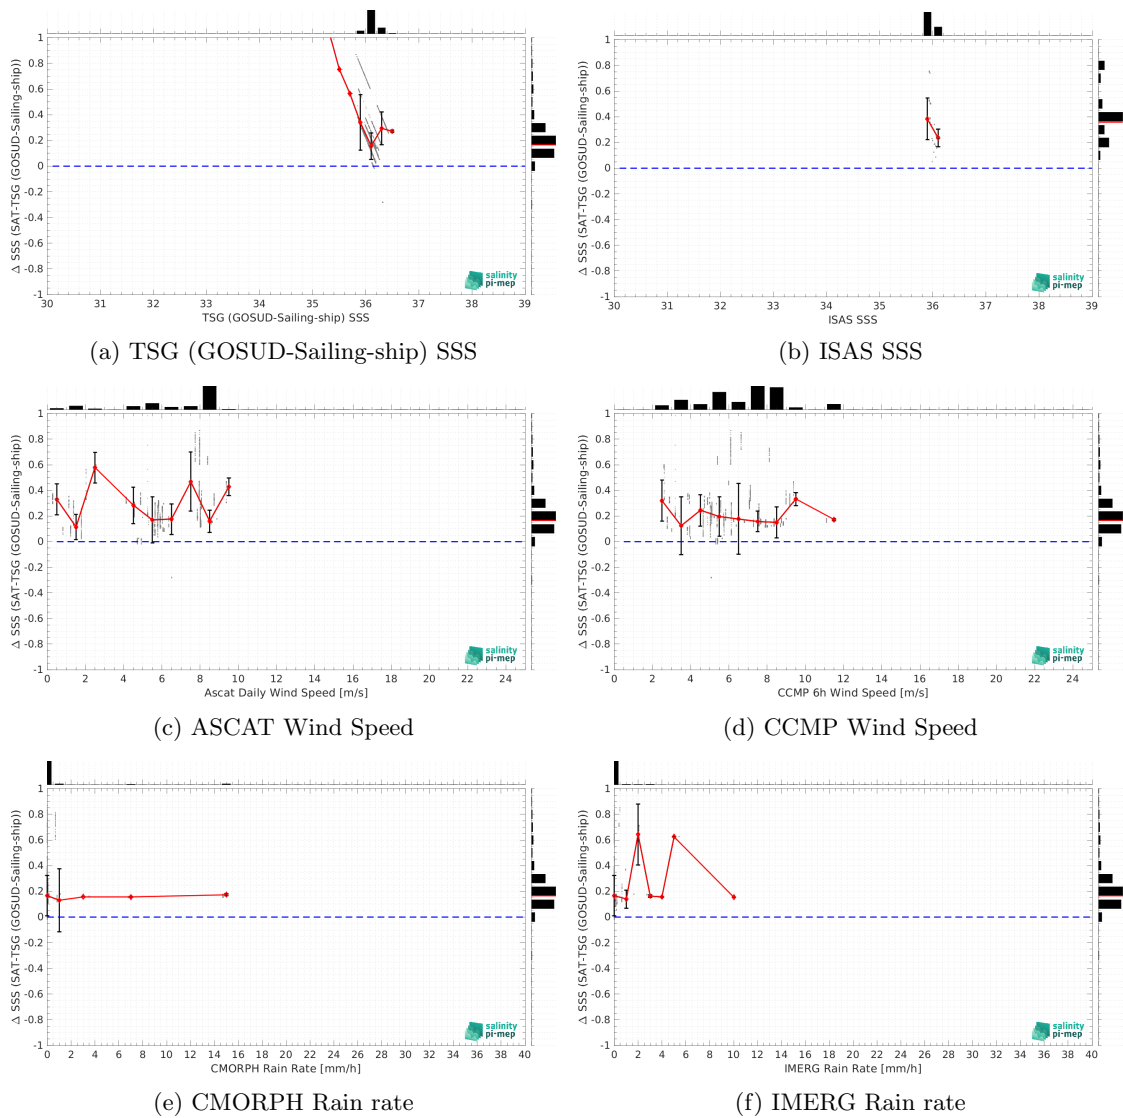 1
0.8
0.6
0.4
0.2
0
-0.2
-0.4
-0.6
-0.8
-1
Δ SSS (SAT-TSG (GOSUD-Sailing-ship))
30 31 32 33 34 35 36 37 38 39
TSG (GOSUD-Sailing-ship) SSS
salinity
pi-mep
(a) TSG (GOSUD-Sailing-ship) SSS
1
0.8
0.6
0.4
0.2
0
-0.2
-0.4
-0.6
-0.8
-1
Δ SSS (SAT-TSG (GOSUD-Sailing-ship))
30 31 32 33 34 35 36 37 38 39
ISAS SSS
salinity
pi-mep
(b) ISAS SSS
1
0.8
0.6
0.4
0.2
0
-0.2
-0.4
-0.6
-0.8
-1
Δ SSS (SAT-TSG (GOSUD-Sailing-ship))
0 2 4 6 8 10 12 14 16 18 20 22 24
Ascat Daily Wind Speed [m/s]
salinity
pi-mep
(c) ASCAT Wind Speed
1
0.8
0.6
0.4
0.2
0
-0.2
-0.4
-0.6
-0.8
-1
Δ SSS (SAT-TSG (GOSUD-Sailing-ship))
0 2 4 6 8 10 12 14 16 18 20 22 24
CCMP 6h Wind Speed [m/s]
salinity
pi-mep
(d) CCMP Wind Speed
1
0.8
0.6
0.4
0.2
0
-0.2
-0.4
-0.6
-0.8
-1
Δ SSS (SAT-TSG (GOSUD-Sailing-ship))
0 2 4 6 8 10 12 14 16 18 20 22 24 26 28 30 32 34 36 38 40
CMORPH Rain Rate [mm/h]
salinity
pi-mep
(e) CMORPH Rain rate
1
0.8
0.6
0.4
0.2
0
-0.2
-0.4
-0.6
-0.8
-1
Δ SSS (SAT-TSG (GOSUD-Sailing-ship))
0 2 4 6 8 10 12 14 16 18 20 22 24 26 28 30 32 34 36 38 40
IMERG Rain Rate [mm/h]
salinity
pi-mep
(f) IMERG Rain rate